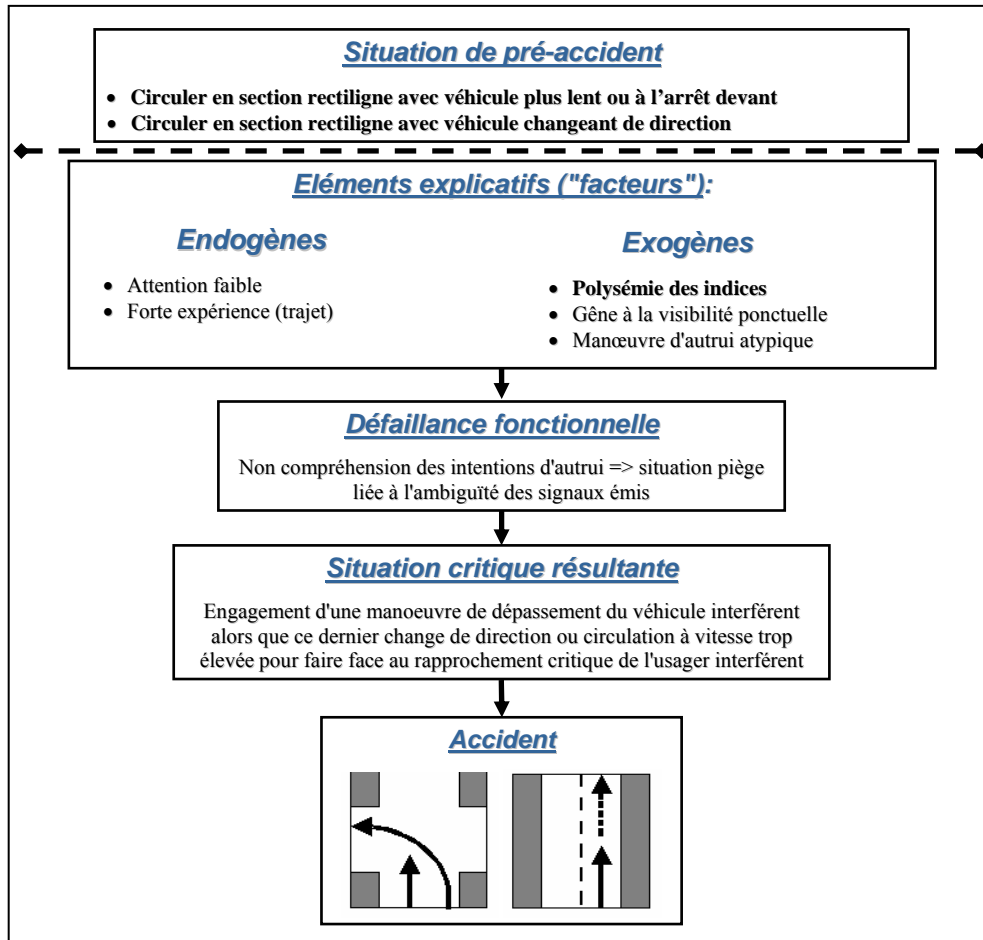 Situation de pré-accident
• Circuler en section rectiligne avec véhicule plus lent ou à l'arrêt devant
• Circuler en section rectiligne avec véhicule changeant de direction
Eléments explicatifs ("facteurs"):
Endogènes
• Attention faible
• Forte expérience (trajet)
Exogènes
• Polysémie des indices
• Gêne à la visibilité ponctuelle
• Manœuvre d'autrui atypique
Défaillance fonctionnelle
Non compréhension des intentions d'autrui => situation piège
liée à l'ambiguïté des signaux émis
Situation critique résultante
Engagement d'une manoeuvre de dépassement du véhicule interférent
alors que ce dernier change de direction ou circulation à vitesse trop
élevée pour faire face au rapprochement critique de l'usager interférent
Accident